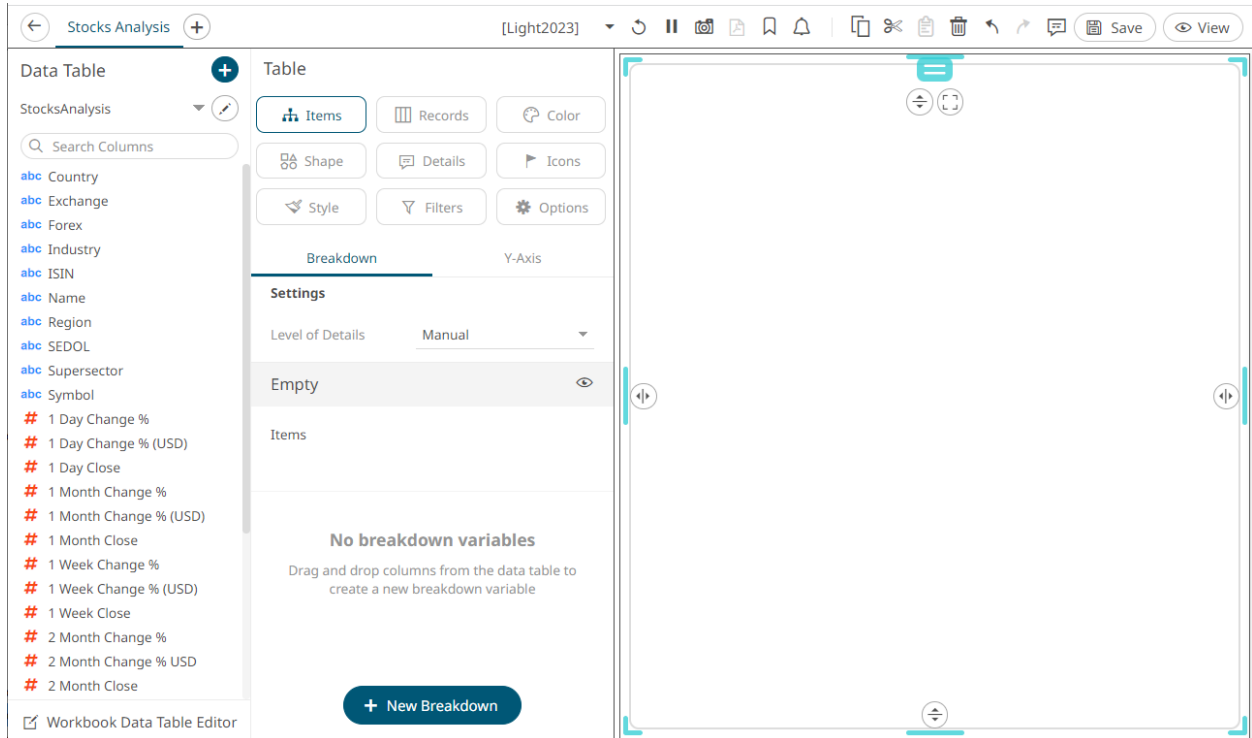 Stocks Analysis
[Light2023]
Save
View
Data Table
StocksAnalysis
Search Columns
abc Country
abc Exchange
abc Forex
abc Industry
abc ISIN
abc Name
abc Region
abc SEDOL
abc Supersector
abc Symbol
# 1 Day Change %
# 1 Day Change % (USD)
# 1 Day Close
# 1 Month Change %
# 1 Month Change % (USD)
# 1 Month Close
# 1 Week Change %
# 1 Week Change % (USD)
# 1 Week Close
# 2 Month Change %
# 2 Month Change % USD
# 2 Month Close
Workbook Data Table Editor
Table
Items
Records
Color
Shape
Details
Icons
Style
Filters
Options
Breakdown
Y-Axis
Settings
Level of Details Manual
Empty
Items
No breakdown variables
Drag and drop columns from the data table to
create a new breakdown variable
+ New Breakdown